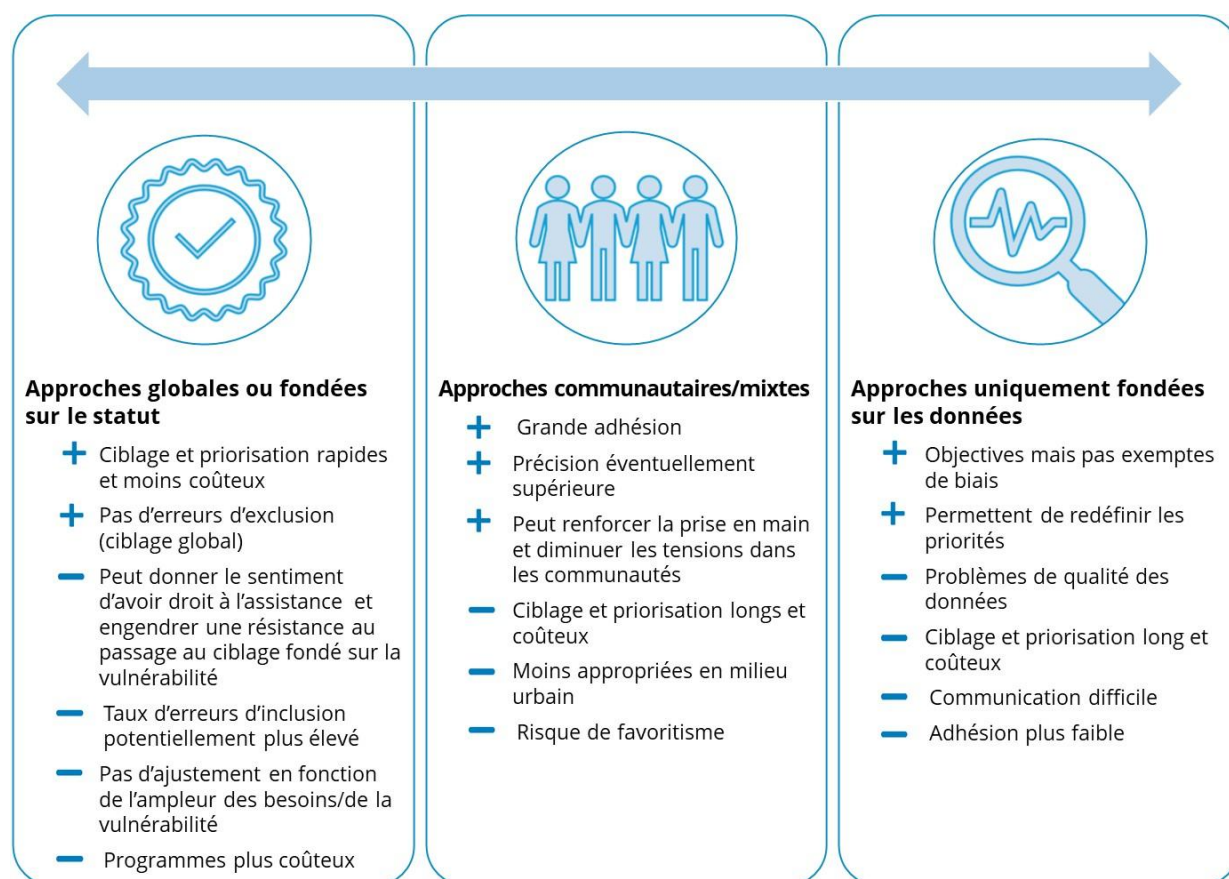 Approches globales ou fondées
sur le statut
+ Ciblage et priorisation rapides
et moins coûteux
+ Pas d'erreurs d'exclusion
(ciblage global)
− Peut donner le sentiment
d'avoir droit à l'assistance et
engendrer une résistance au
passage au ciblage fondé sur la
vulnérabilité
− Taux d'erreurs d'inclusion
potentiellement plus élevé
− Pas d'ajustement en fonction
de l'ampleur des besoins/de la
vulnérabilité
− Programmes plus coûteux
Approches communautaires/mixtes
+ Grande adhésion
+ Précision éventuellement
supérieure
+ Peut renforcer la prise en main
et diminuer les tensions dans
les communautés
− Ciblage et priorisation longs et
coûteux
− Moins appropriées en milieu
urbain
− Risque de favoritisme
Approches uniquement fondées
sur les données
+ Objectives mais pas exemptes
de biais
+ Permettent de redéfinir les
priorités
− Problèmes de qualité des
données
− Ciblage et priorisation long et
coûteux
− Communication difficile
− Adhésion plus faible